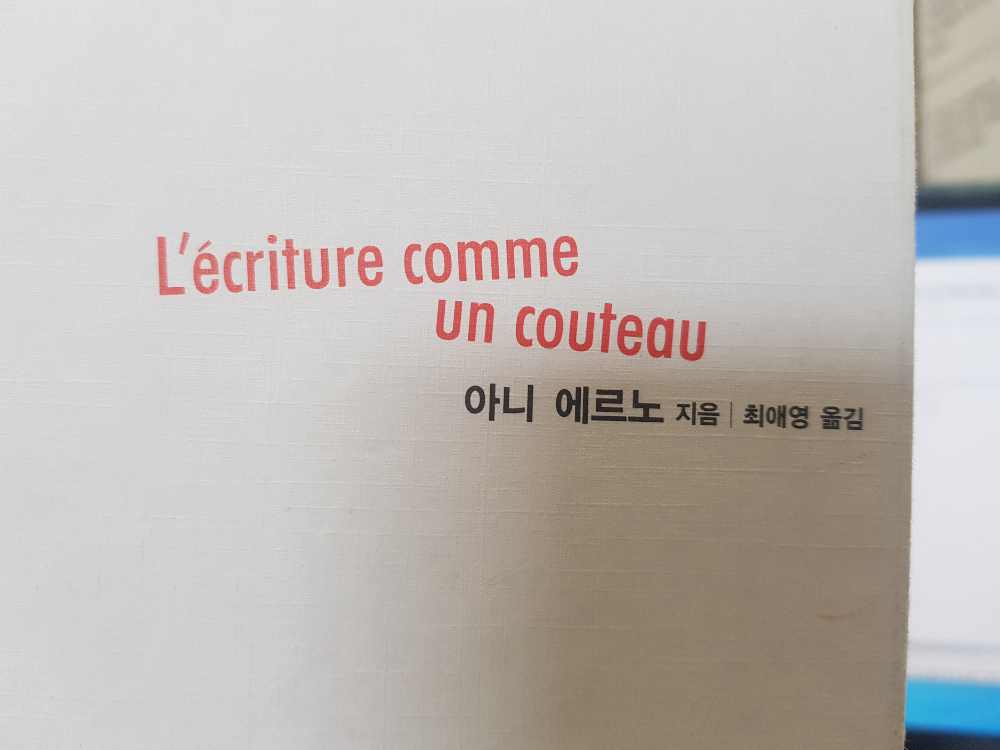 L'écriture comme
un couteau
아니 에르노 지음 | 최애영 옮김